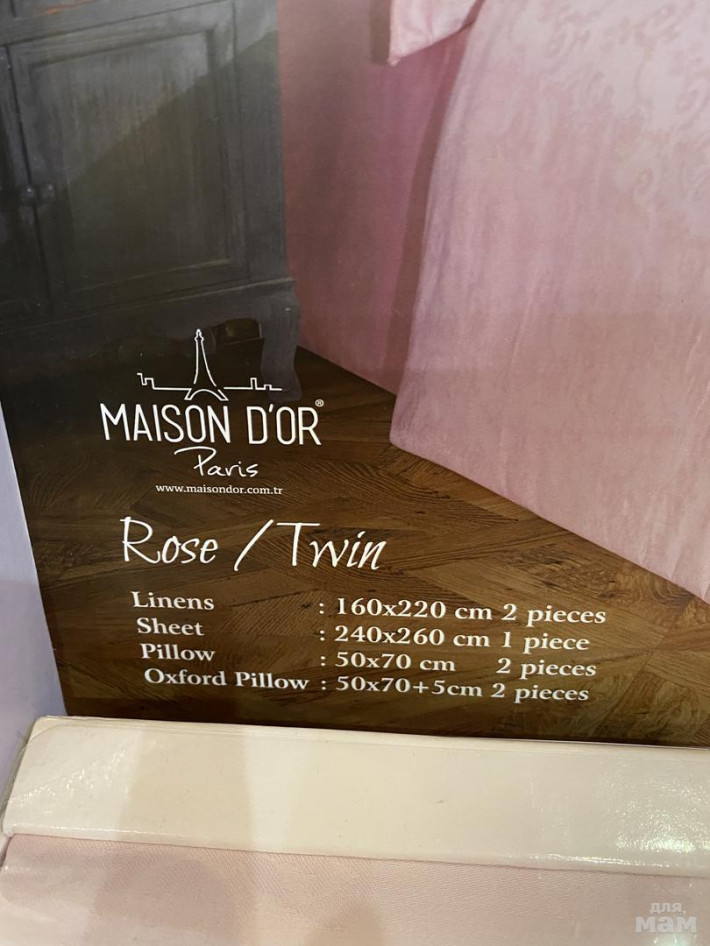 MAISON D'OR®
Paris
www.maisondor.com.tr
Rose / Twin
Linens : 160x220 cm 2 pieces
Sheet : 240x260 cm 1 piece
Pillow : 50x70 cm 2 pieces
Oxford Pillow : 50x70+5cm 2 pieces
для,
мам